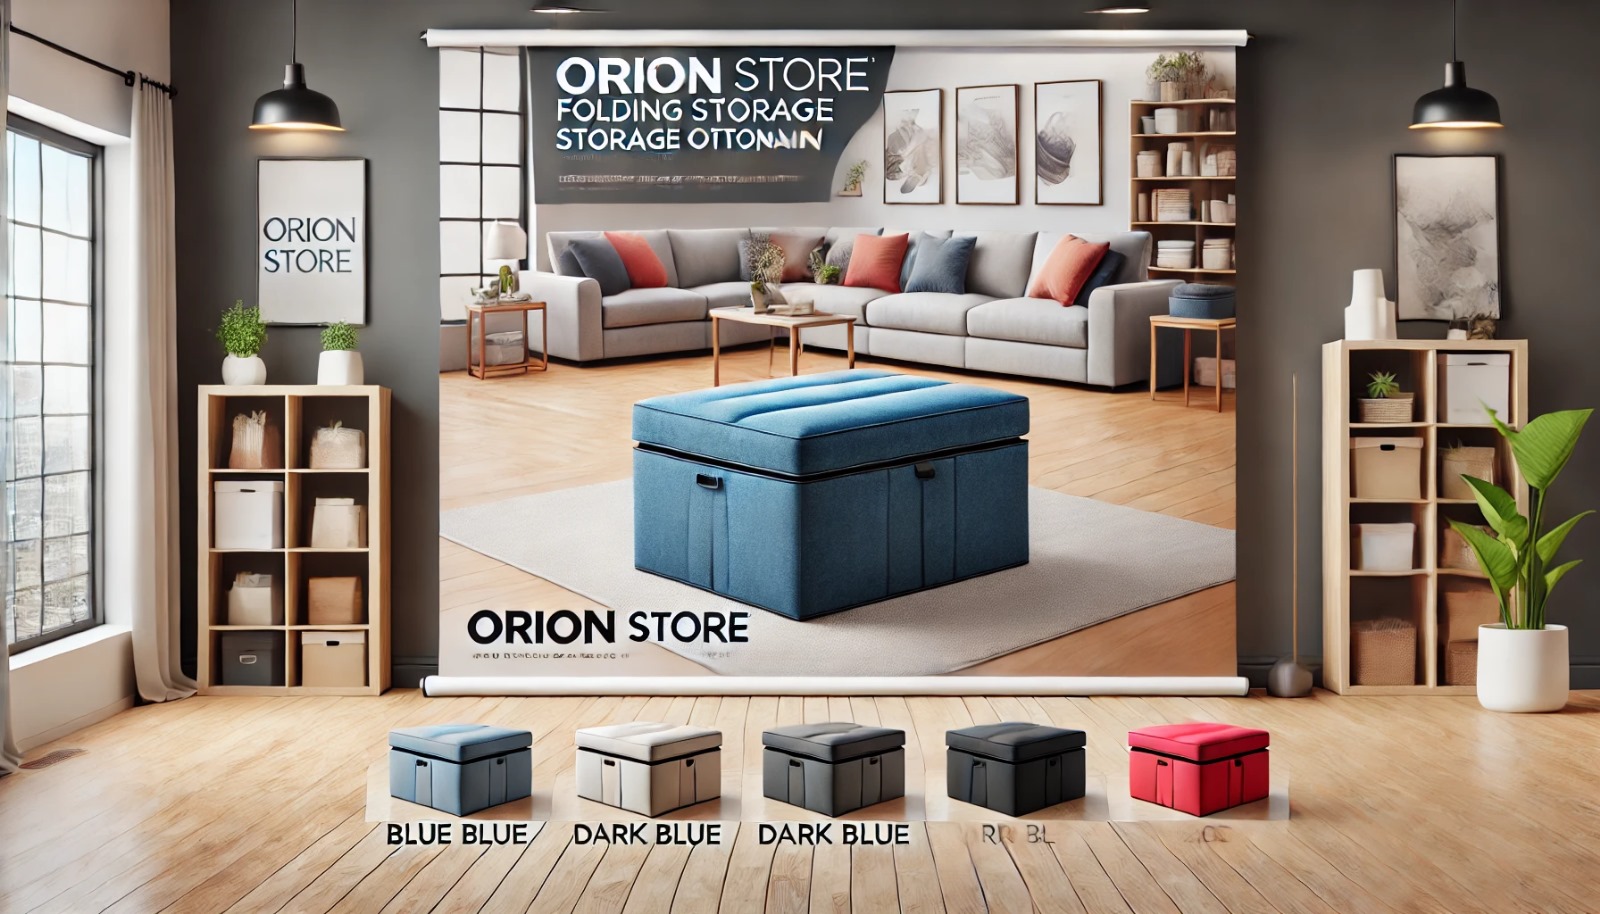 ORION STORE
FOLDING STORAGE
STORAGE OTTONAIN
ORION
STORE
ORION STORE
BLUE BLUE
DARK BLUE
DARK BLUE